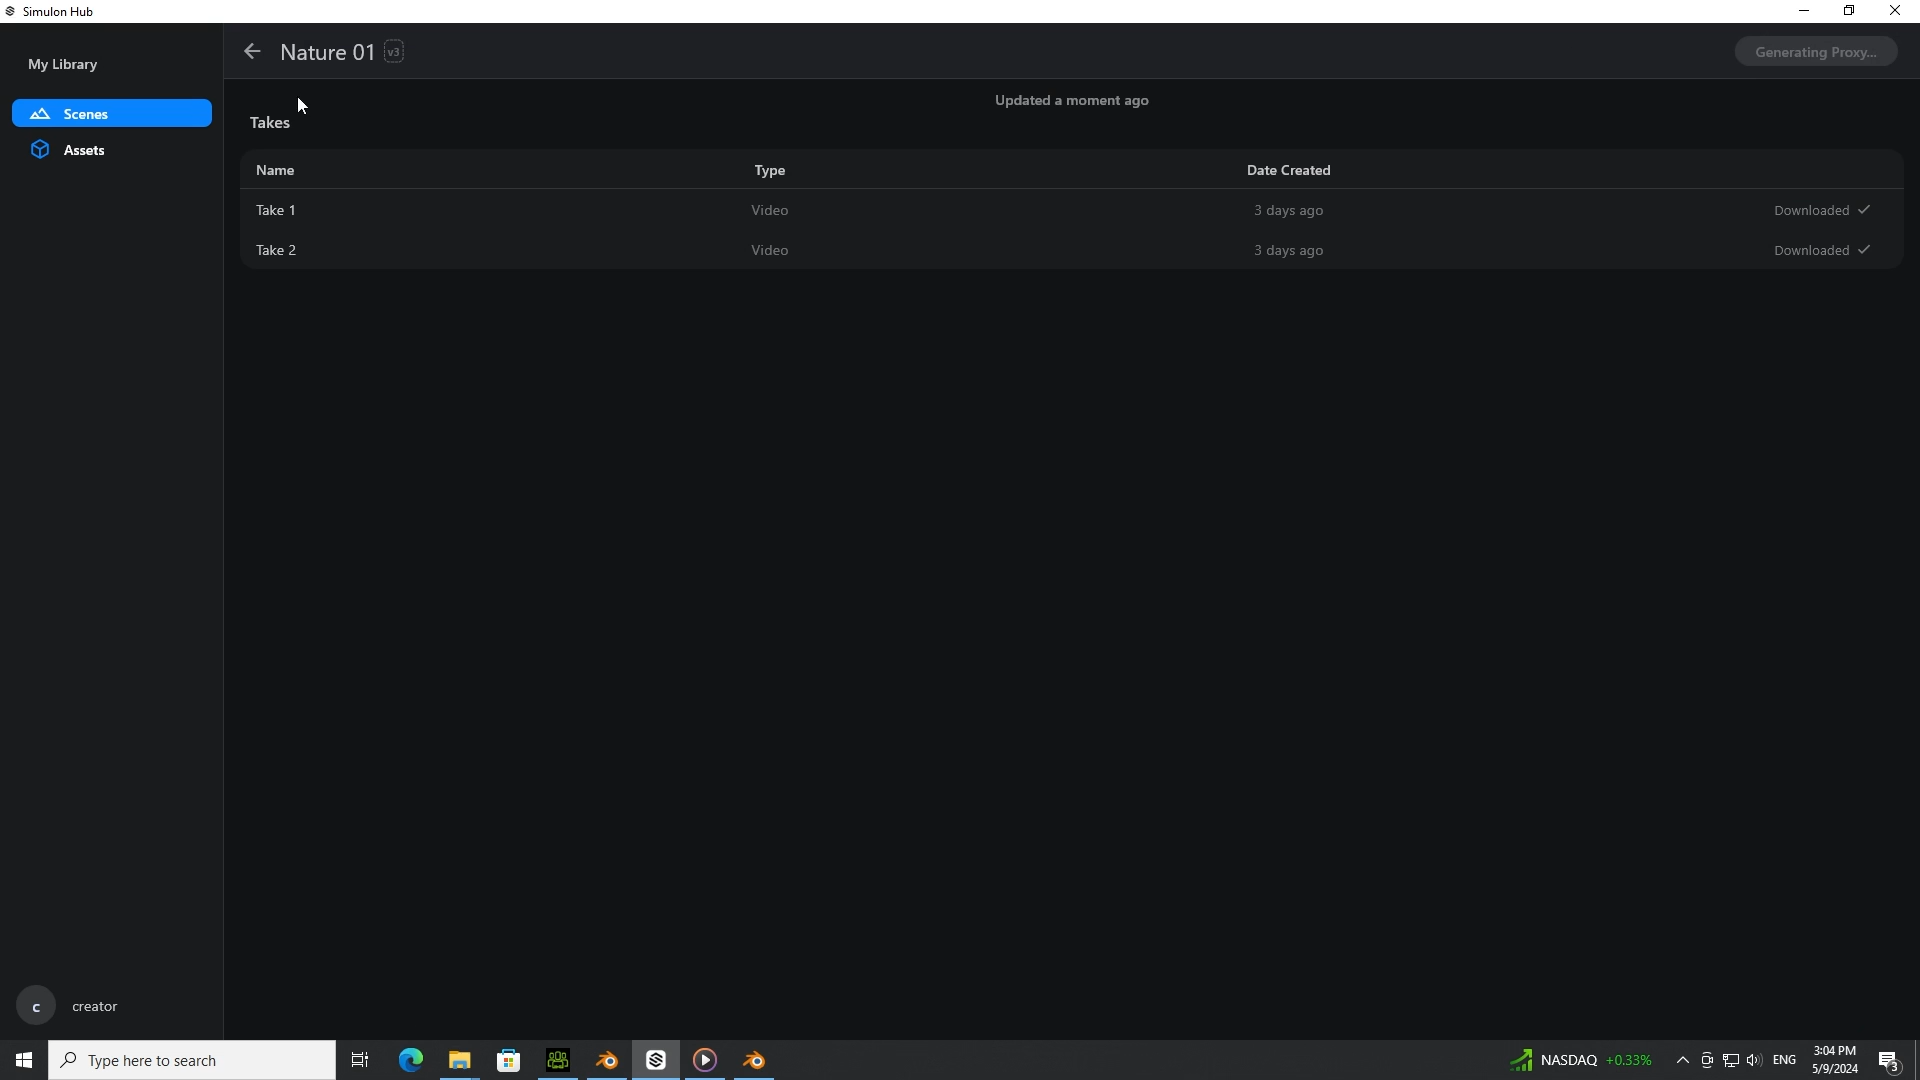 Simulon Hub
My Library
Nature 01 v3
Generating Proxy...
Scenes
Assets
Updated a moment ago
Takes
Name Type Date Created
Take 1 Video 3 days ago Downloaded
Take 2 Video 3 days ago Downloaded
c creator
Type here to search
NASDAQ +0.33%
ENG
3:04 PM
5/9/2024
3